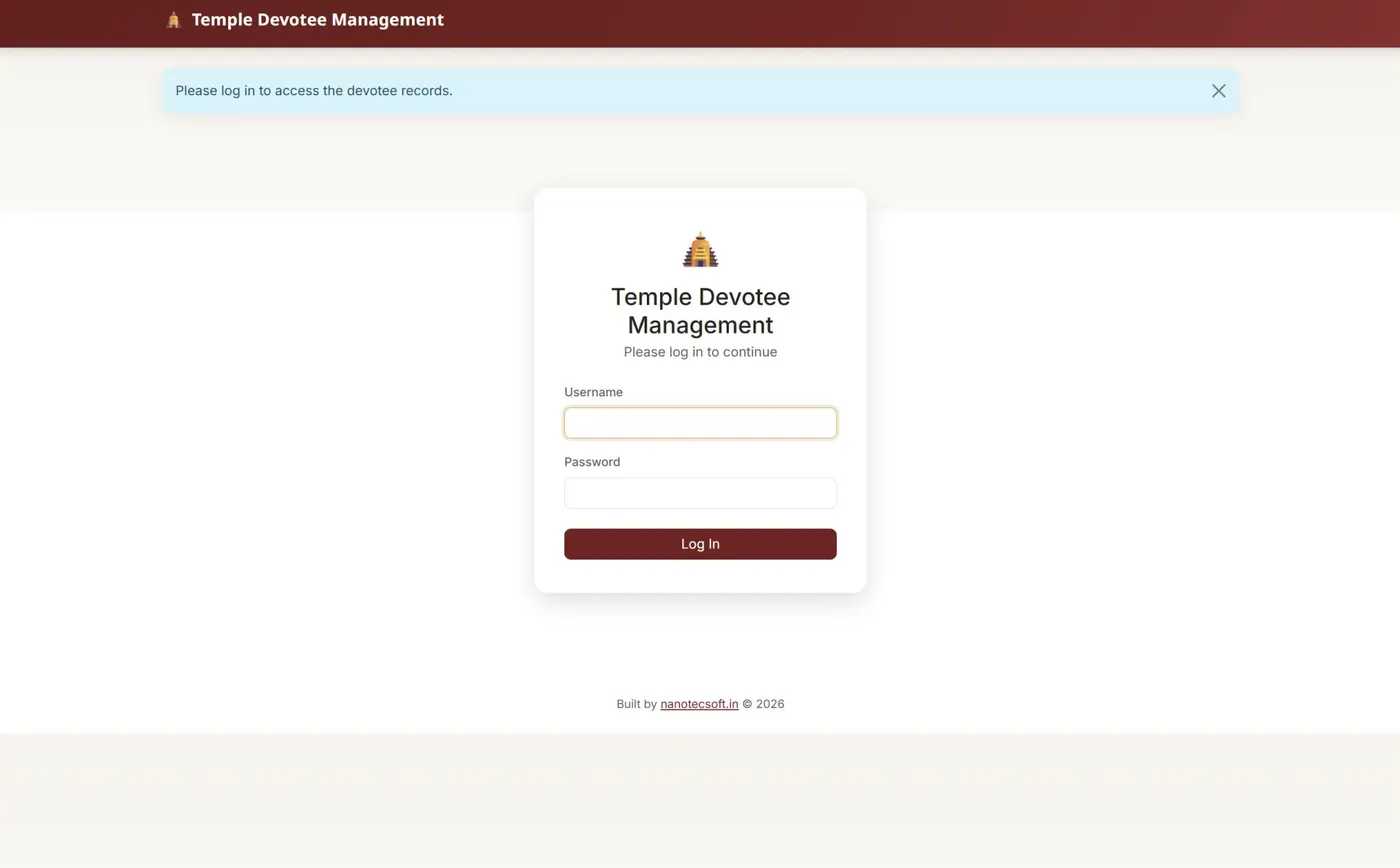 Temple Devotee Management
Please log in to access the devotee records.
Temple Devotee
Management
Please log in to continue
Username
Password
Log In
Built by nanotecsoft.in © 2026